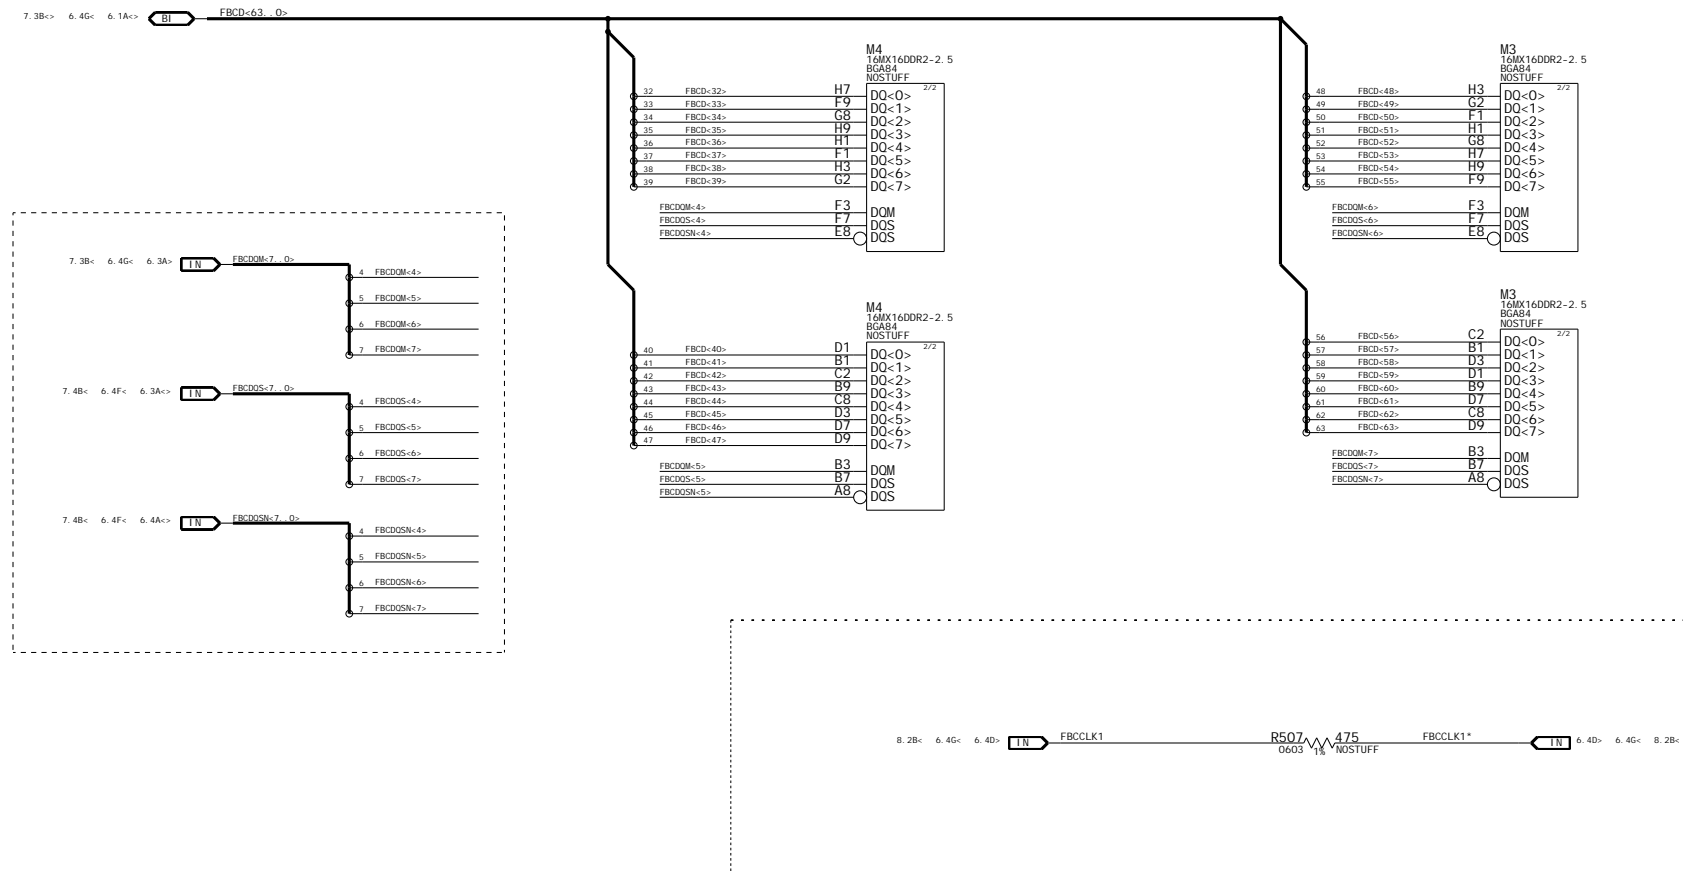 7.3B<> 6.4G< 6.1A<> BI FBCD<63..0>
M4
16MX16DDR2-2.5
BGA84
NOSTUFF
2/2
32 FBCD<32> H7 DQ<0>
33 FBCD<33> F9 DQ<1>
34 FBCD<34> G8 DQ<2>
35 FBCD<35> H9 DQ<3>
36 FBCD<36> H1 DQ<4>
37 FBCD<37> F1 DQ<5>
38 FBCD<38> H3 DQ<6>
39 FBCD<39> G2 DQ<7>
FBCDQM<4> F3 DQM
FBCDQS<4> F7 DQS
FBCDQSN<4> E8 DQS
M3
16MX16DDR2-2.5
BGA84
NOSTUFF
2/2
48 FBCD<48> H3 DQ<0>
49 FBCD<49> G2 DQ<1>
50 FBCD<50> F1 DQ<2>
51 FBCD<51> H1 DQ<3>
52 FBCD<52> G8 DQ<4>
53 FBCD<53> H7 DQ<5>
54 FBCD<54> H9 DQ<6>
55 FBCD<55> F9 DQ<7>
FBCDQM<6> F3 DQM
FBCDQS<6> F7 DQS
FBCDQSN<6> E8 DQS
7.3B< 6.4G< 6.3A> IN FBCDQM<7..0>
4 FBCDQM<4>
5 FBCDQM<5>
6 FBCDQM<6>
7 FBCDQM<7>
7.4B< 6.4F< 6.3A<> IN FBCDQS<7..0>
4 FBCDQS<4>
5 FBCDQS<5>
6 FBCDQS<6>
7 FBCDQS<7>
7.4B< 6.4F< 6.4A<> IN FBCDQSN<7..0>
4 FBCDQSN<4>
5 FBCDQSN<5>
6 FBCDQSN<6>
7 FBCDQSN<7>
M4
16MX16DDR2-2.5
BGA84
NOSTUFF
2/2
40 FBCD<40> D1 DQ<0>
41 FBCD<41> B1 DQ<1>
42 FBCD<42> C2 DQ<2>
43 FBCD<43> B9 DQ<3>
44 FBCD<44> C8 DQ<4>
45 FBCD<45> D3 DQ<5>
46 FBCD<46> D7 DQ<6>
47 FBCD<47> D9 DQ<7>
FBCDQM<5> B3 DQM
FBCDQS<5> B7 DQS
FBCDQSN<5> A8 DQS
M3
16MX16DDR2-2.5
BGA84
NOSTUFF
2/2
56 FBCD<56> C2 DQ<0>
57 FBCD<57> B1 DQ<1>
58 FBCD<58> D3 DQ<2>
59 FBCD<59> D1 DQ<3>
60 FBCD<60> B9 DQ<4>
61 FBCD<61> D7 DQ<5>
62 FBCD<62> C8 DQ<6>
63 FBCD<63> D9 DQ<7>
FBCDQM<7> B3 DQM
FBCDQS<7> B7 DQS
FBCDQSN<7> A8 DQS
8.2B< 6.4G< 6.4D> IN FBCCLK1 R507 475 FBCCLK1* IN 6.4D> 6.4G< 8.2B<
0603 1% NOSTUFF